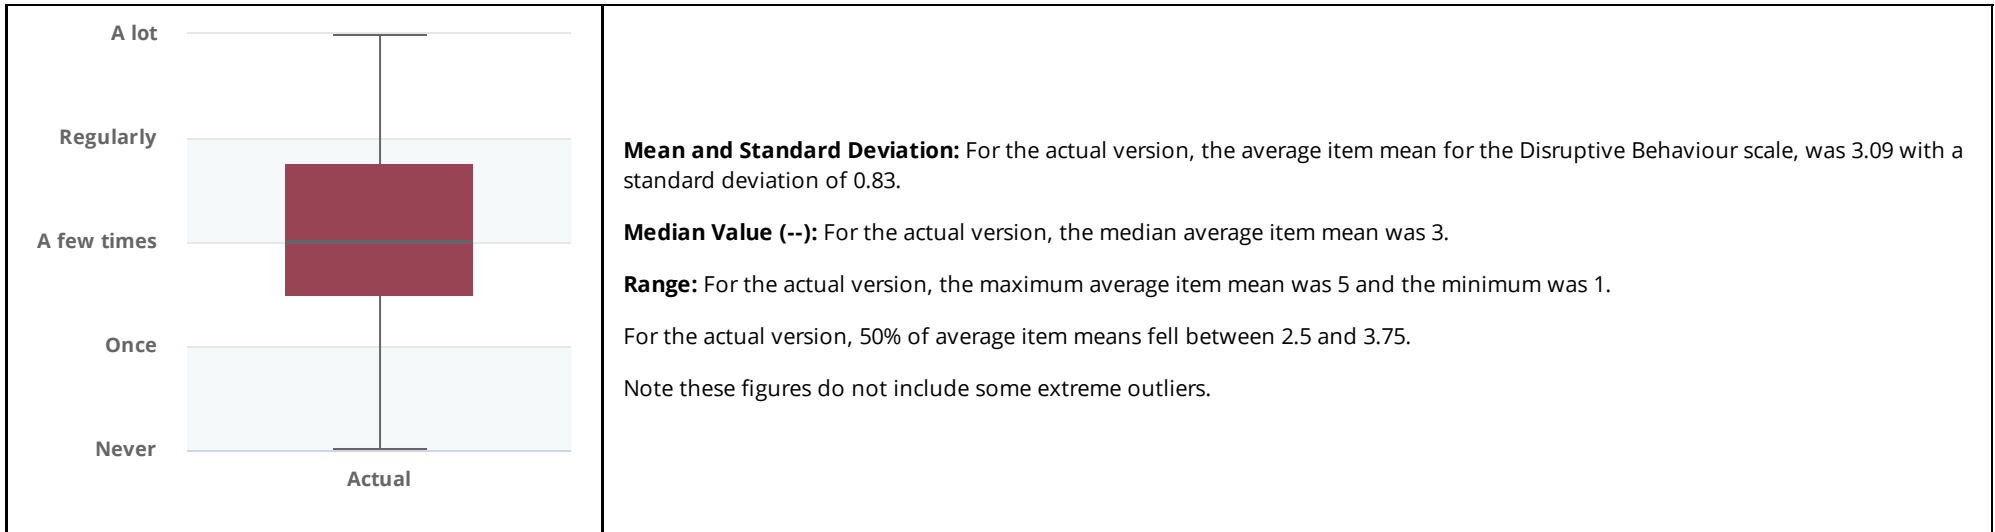 A lot
Regularly
A few times
Once
Never
Actual
Mean and Standard Deviation: For the actual version, the average item mean for the Disruptive Behaviour scale, was 3.09 with a
standard deviation of 0.83.
Median Value (--): For the actual version, the median average item mean was 3.
Range: For the actual version, the maximum average item mean was 5 and the minimum was 1.
For the actual version, 50% of average item means fell between 2.5 and 3.75.
Note these figures do not include some extreme outliers.